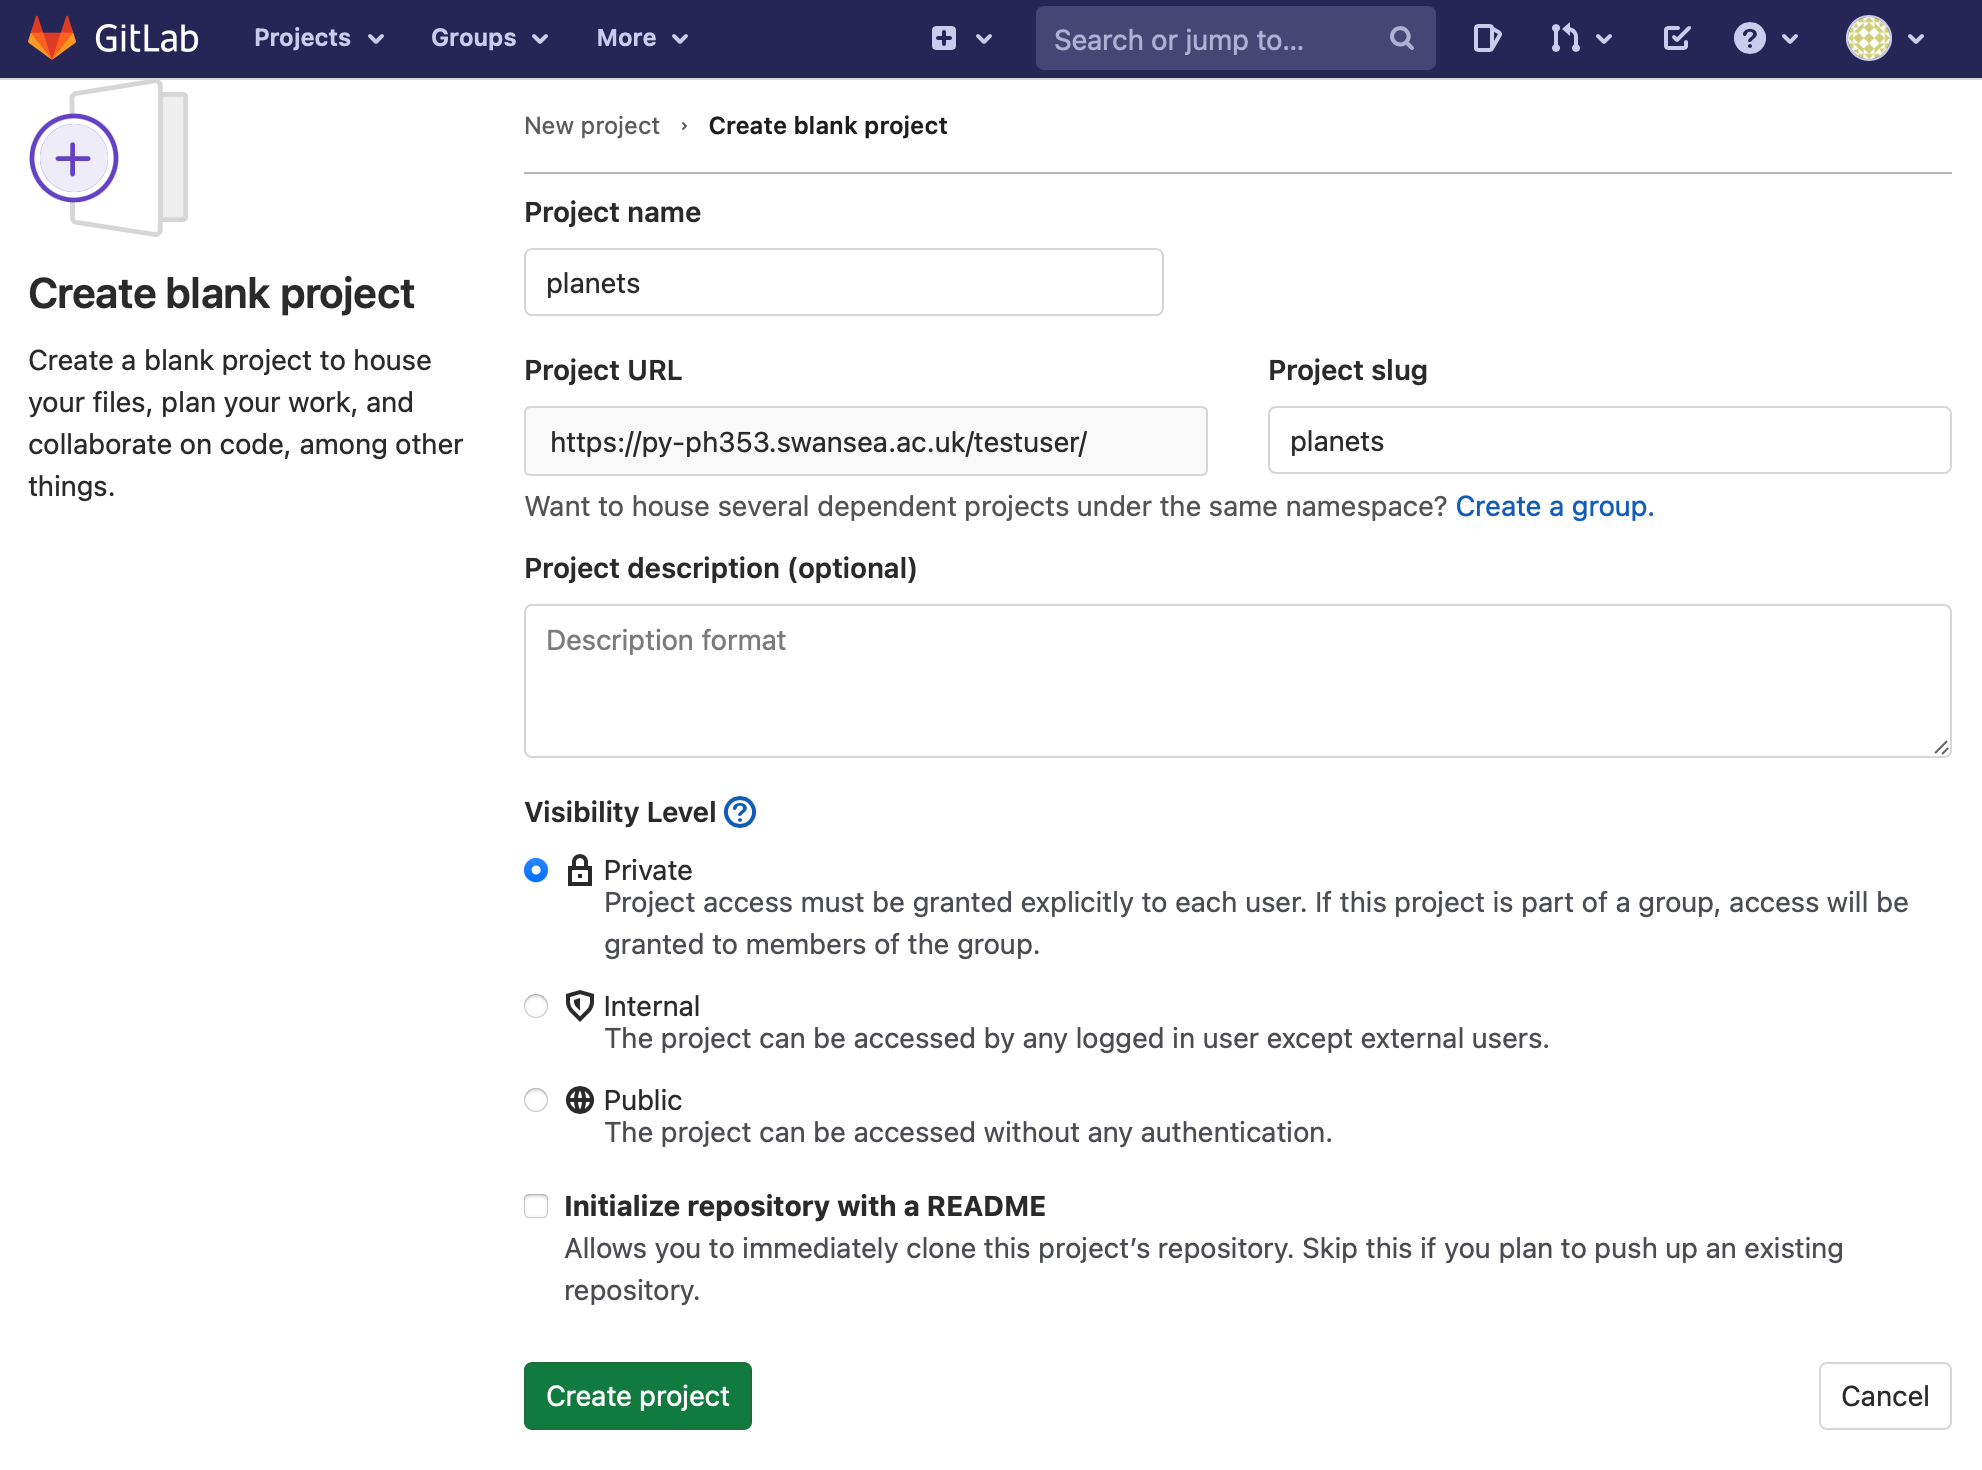 GitLab Projects Groups More Search or jump to...
New project › Create blank project
Create blank project
Create a blank project to house
your files, plan your work, and
collaborate on code, among other
things.
Project name
planets
Project URL Project slug
https://py-ph353.swansea.ac.uk/testuser/ planets
Want to house several dependent projects under the same namespace? Create a group.
Project description (optional)
Description format
Visibility Level ?
Private
Project access must be granted explicitly to each user. If this project is part of a group, access will be
granted to members of the group.
Internal
The project can be accessed by any logged in user except external users.
Public
The project can be accessed without any authentication.
Initialize repository with a README
Allows you to immediately clone this project’s repository. Skip this if you plan to push up an existing
repository.
Create project Cancel